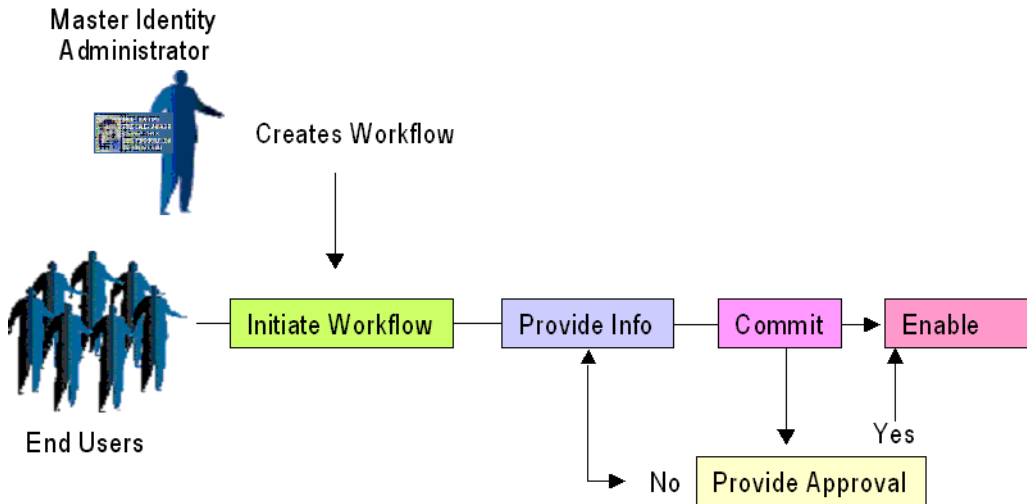 Master Identity
Administrator
Creates Workflow
Initiate Workflow
Provide Info
Commit
Enable
End Users
Yes
No
Provide Approval